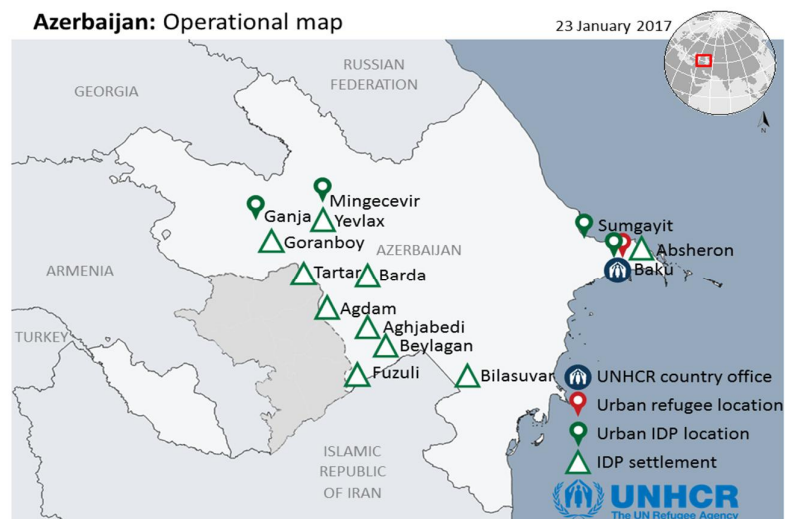 Azerbaijan: Operational map
23 January 2017
RUSSIAN
FEDERATION
GEORGIA
N
Mingecevir
Ganja
Yevlax
Sumgayit
Goranboy
AZERBAIJAN
Absheron
ARMENIA
Tartar
Barda
Baku
Agdam
Aghjabedi
TURKEY
Beylagan
Fuzuli
Bilasuvar
UNHCR country office
Urban refugee location
Urban IDP location
IDP settlement
ISLAMIC
REPUBLIC
OF IRAN
UNHCR
The UN Refugee Agency